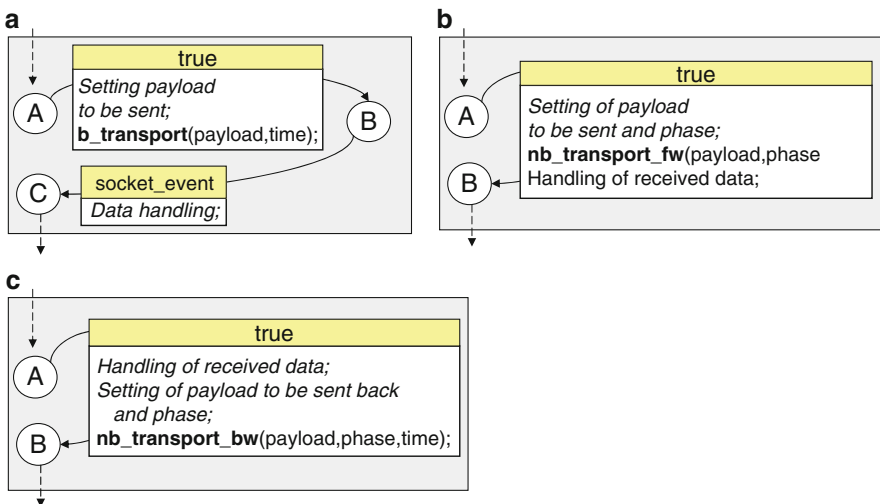 a
true
Setting payload
to be sent;
b_transport(payload,time);
A
B
socket_event
Data handling;
C
b
true
Setting of payload
to be sent and phase;
nb_transport_fw(payload,phase
Handling of received data;
A
B
c
true
Handling of received data;
Setting of payload to be sent back
and phase;
nb_transport_bw(payload,phase,time);
A
B